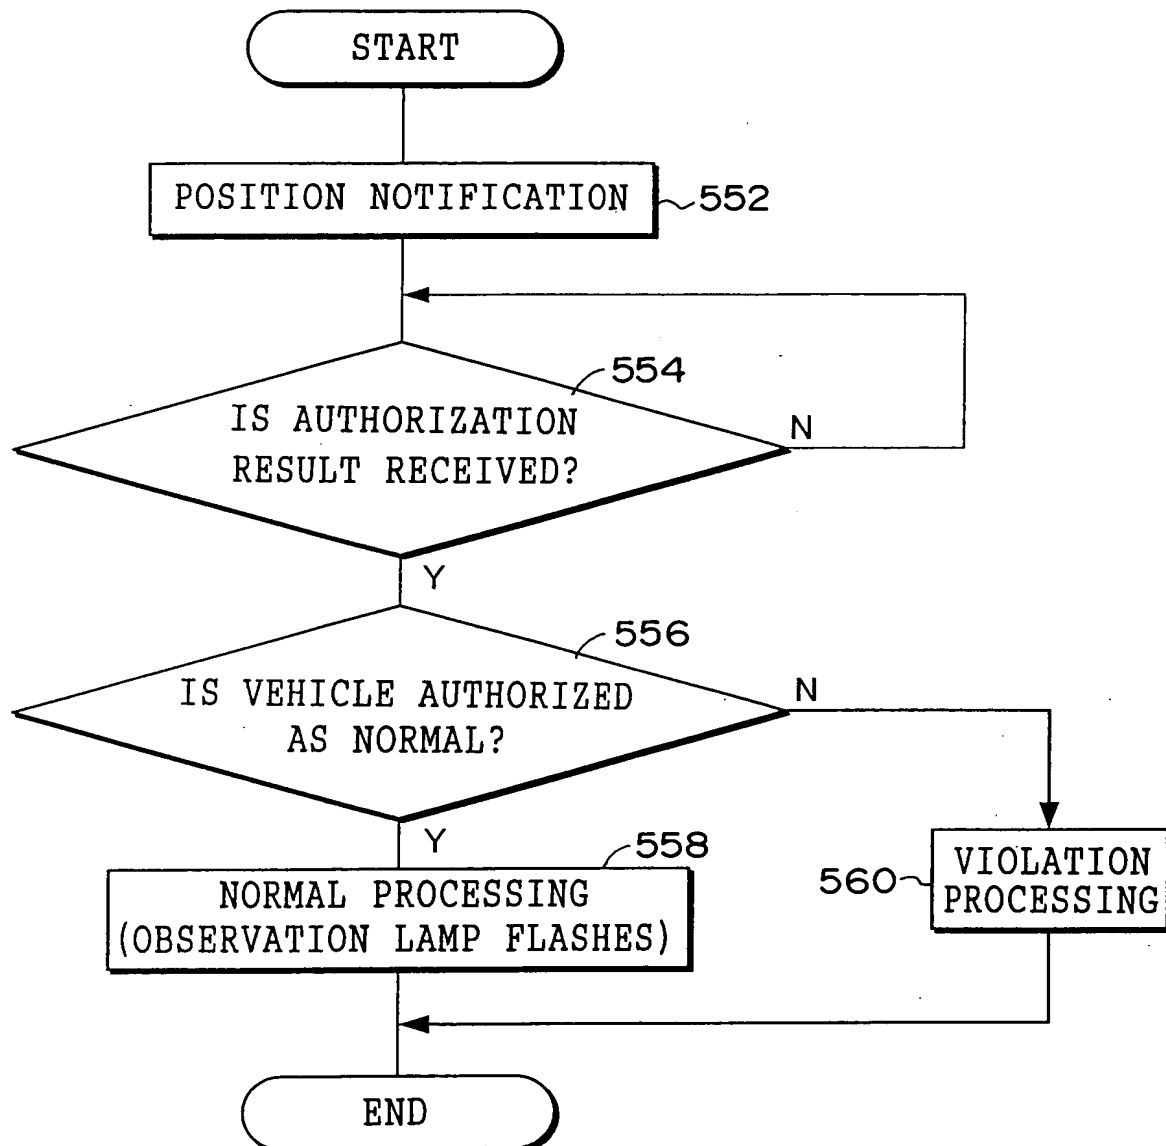 START
POSITION NOTIFICATION
552
554
IS AUTHORIZATION
RESULT RECEIVED?
N
Y
556
IS VEHICLE AUTHORIZED
AS NORMAL?
N
Y
558
NORMAL PROCESSING
(OBSERVATION LAMP FLASHES)
560
VIOLATION
PROCESSING
END